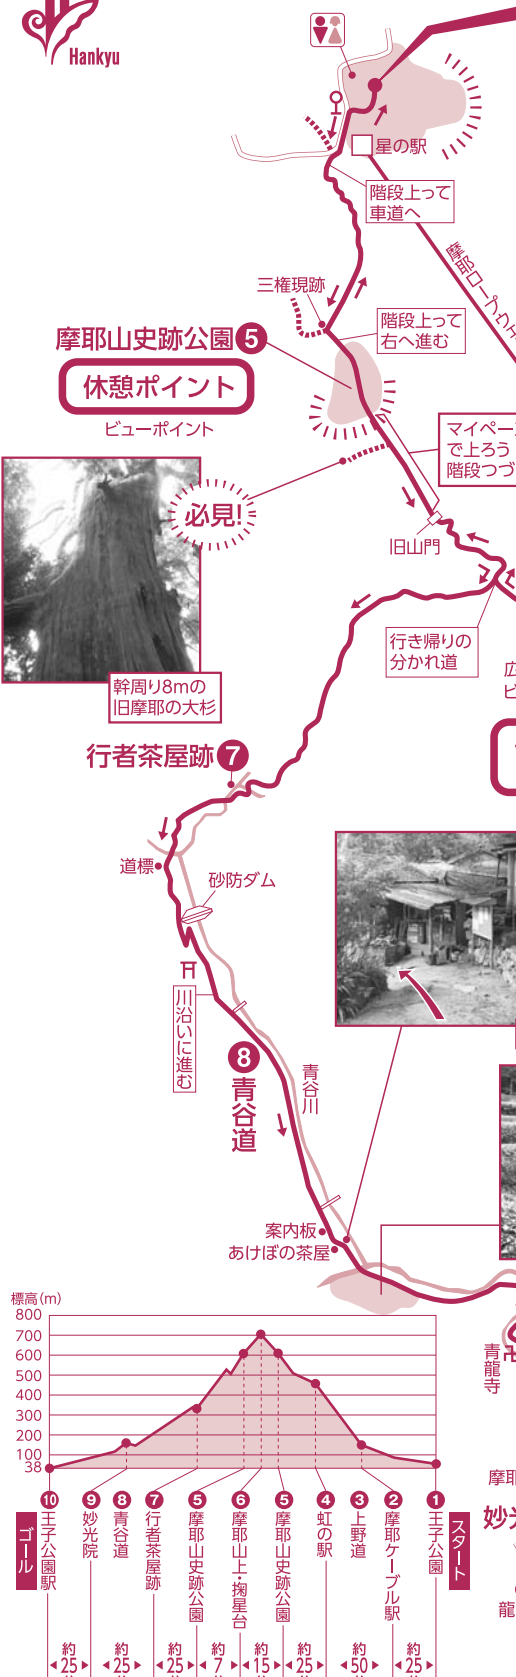 Hankyu
星の駅
階段上って
車道へ
摩耶ロープウェ
三権現跡
階段上って
右へ進む
摩耶山史跡公園5
休憩ポイント
ビューポイント
マイペー
で上ろう
階段つづ
必見!
旧山門
行き帰りの
分かれ道
幹周り8mの
旧摩耶の大杉
行者茶屋跡7
道標
砂防ダム
川沿いに進む
8青谷道
青谷川
案内板
あけぼの茶屋
青龍寺
標高(m)
800
700
600
500
400
300
200
100
38
10王子公園駅
9妙光院
8青谷道
7行者茶屋跡
5摩耶山史跡公園
6摩耶山上・掬星台
5摩耶山史跡公園
4虹の駅
3上野道
2摩耶ケーブル駅
1王子公園
ゴール
スタート
摩耶
妙光
龍
約25
約25
約25
約7
約15
約25
約50
約25